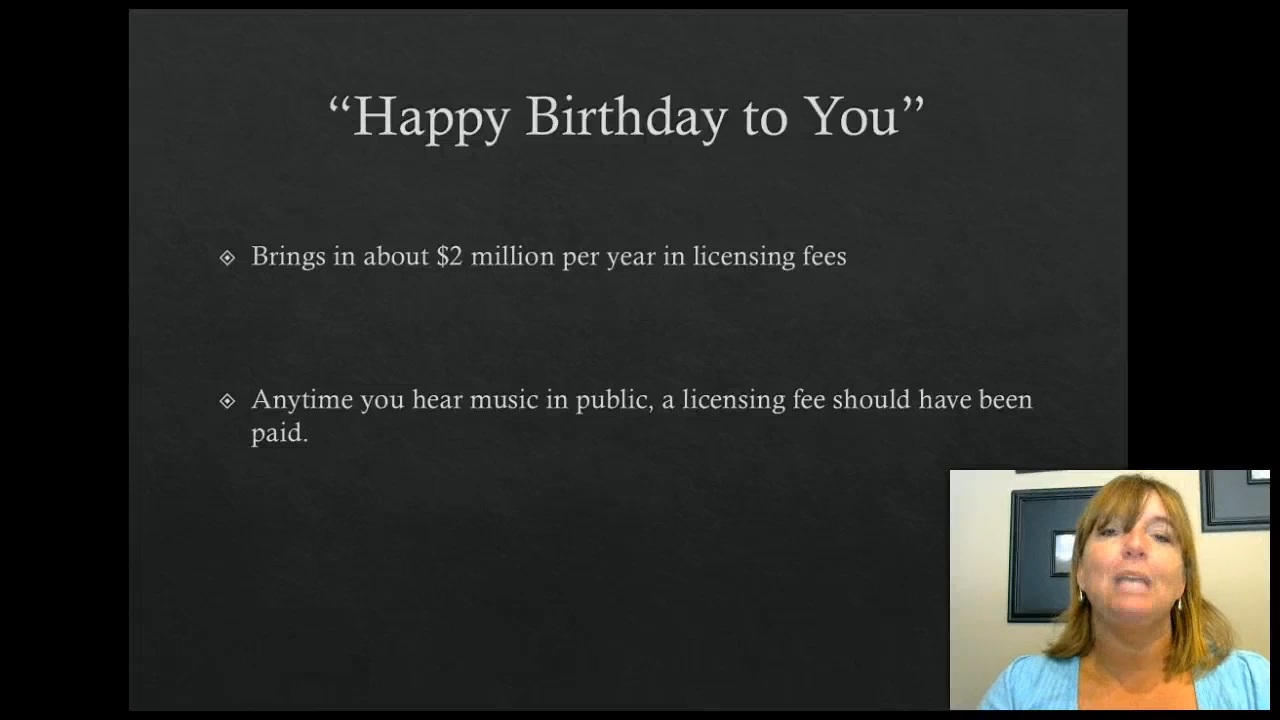 “Happy Birthday to You”
Brings in about $2 million per year in licensing fees
Anytime you hear music in public, a licensing fee should have been
paid.